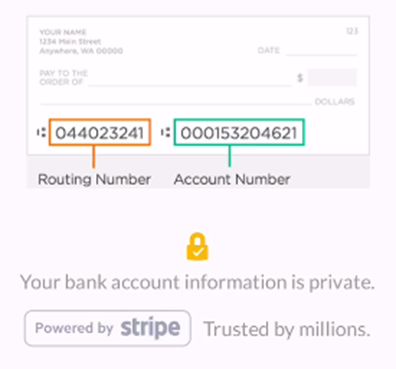 YOUR NAME 123
1234 Main Street
Anywhere, WA 00000 DATE
PAY TO THE
ORDER OF $
DOLLARS
⑆ 044023241 ⑆ 000153204621
Routing Number Account Number
Your bank account information is private.
Powered by stripe Trusted by millions.